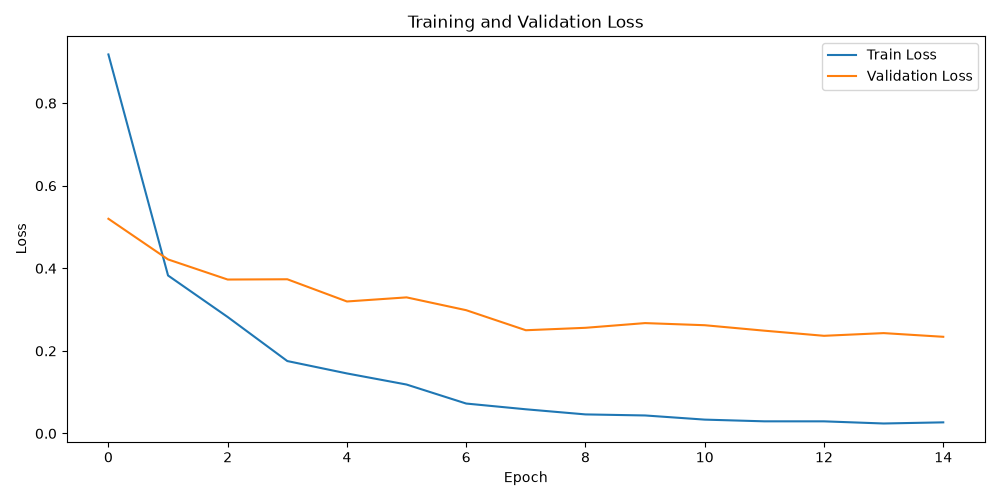 Training and Validation Loss
Train Loss
Validation Loss
Loss
0.8
0.6
0.4
0.2
0.0
0 2 4 6 8 10 12 14
Epoch